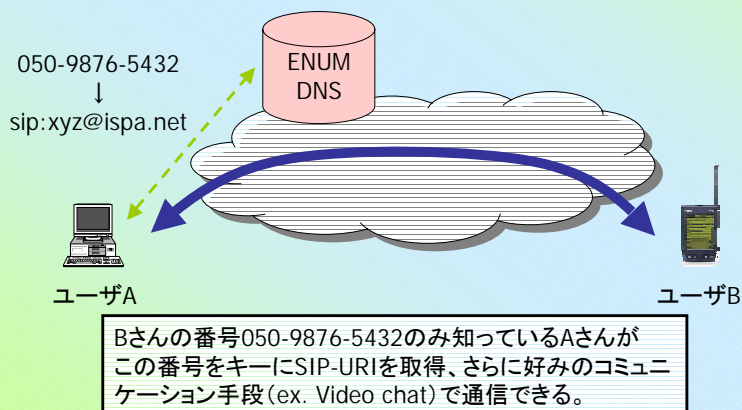 050-9876-5432
↓
sip:xyz@ispa.net
ENUM
DNS
ユーザA
ユーザB
Bさんの番号050-9876-5432のみ知っているAさんが
この番号をキーにSIP-URIを取得、さらに好みのコミュニ
ケーション手段(ex. Video chat)で通信できる。